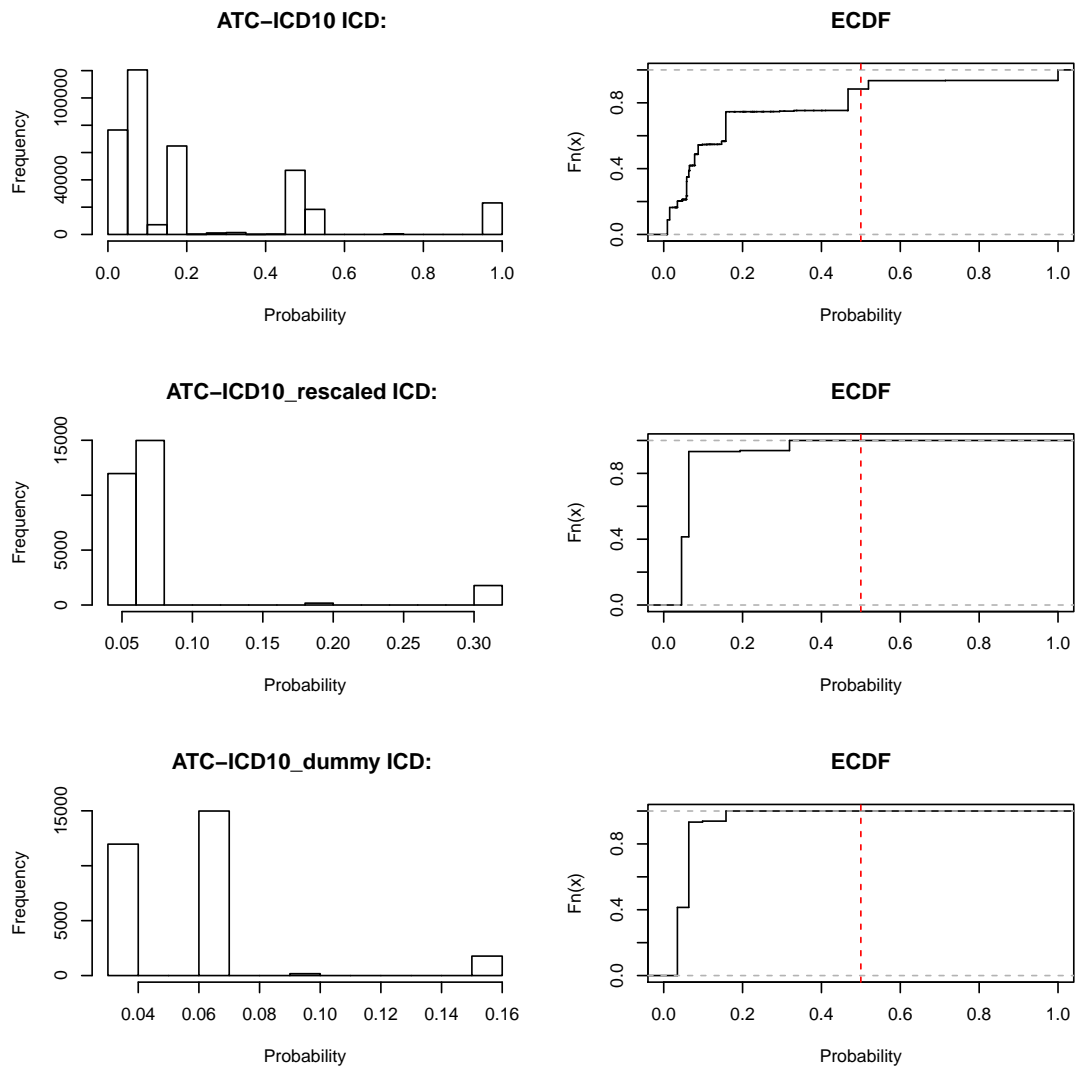 ATC−ICD10 ICD:
Frequency
0 40000 100000
0.0 0.2 0.4 0.6 0.8 1.0
Probability
ECDF
Fn(x)
0.0 0.4 0.8
0.0 0.2 0.4 0.6 0.8 1.0
Probability
ATC−ICD10_rescaled ICD:
Frequency
0 5000 15000
0.05 0.10 0.15 0.20 0.25 0.30
Probability
ECDF
Fn(x)
0.0 0.4 0.8
0.0 0.2 0.4 0.6 0.8 1.0
Probability
ATC−ICD10_dummy ICD:
Frequency
0 5000 15000
0.04 0.06 0.08 0.10 0.12 0.14 0.16
Probability
ECDF
Fn(x)
0.0 0.4 0.8
0.0 0.2 0.4 0.6 0.8 1.0
Probability